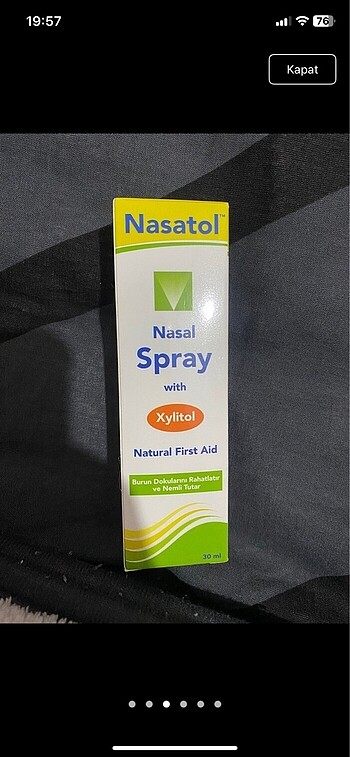 19:57
76
Kapat
Nasatol™
Nasal
Spray
with
Xylitol
Natural First Aid
Burun Dokularını Rahatlatır
ve Nemli Tutar
30 ml